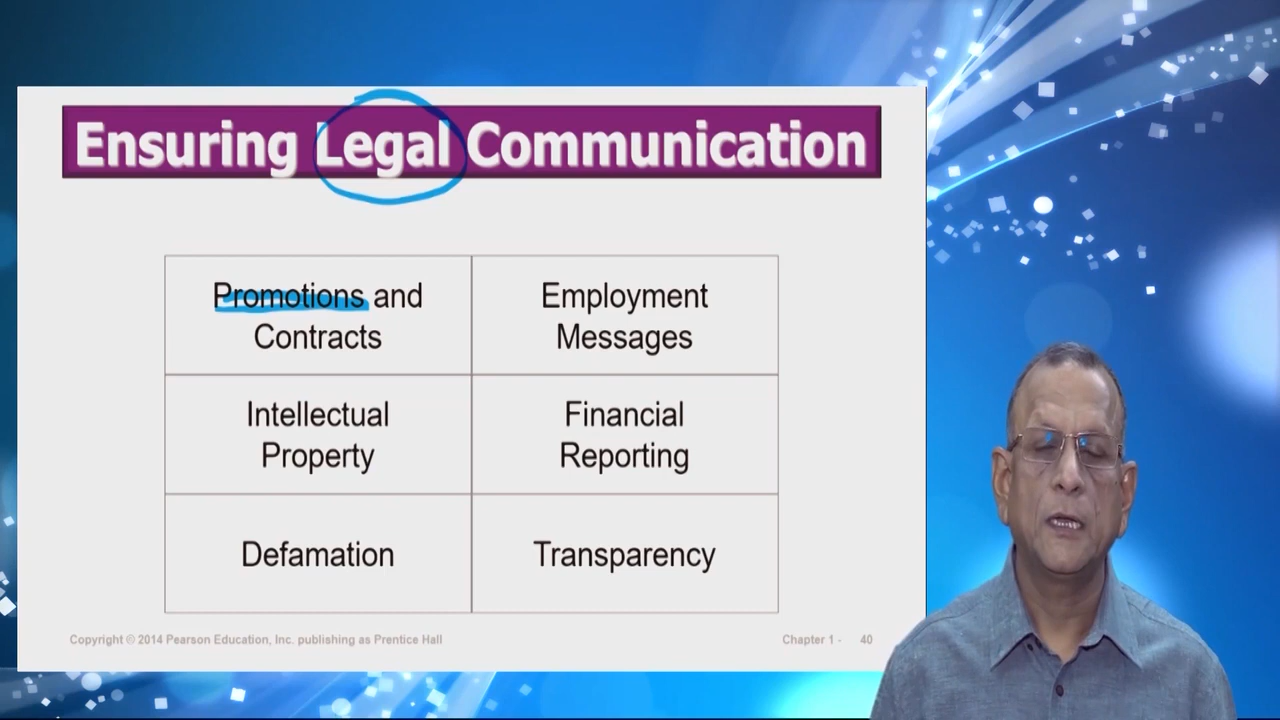 Ensuring Legal Communication
Promotions and
Contracts
Employment
Messages
Intellectual
Property
Financial
Reporting
Defamation
Transparency
Copyright © 2014 Pearson Education, Inc. publishing as Prentice Hall
Chapter 1 - 40